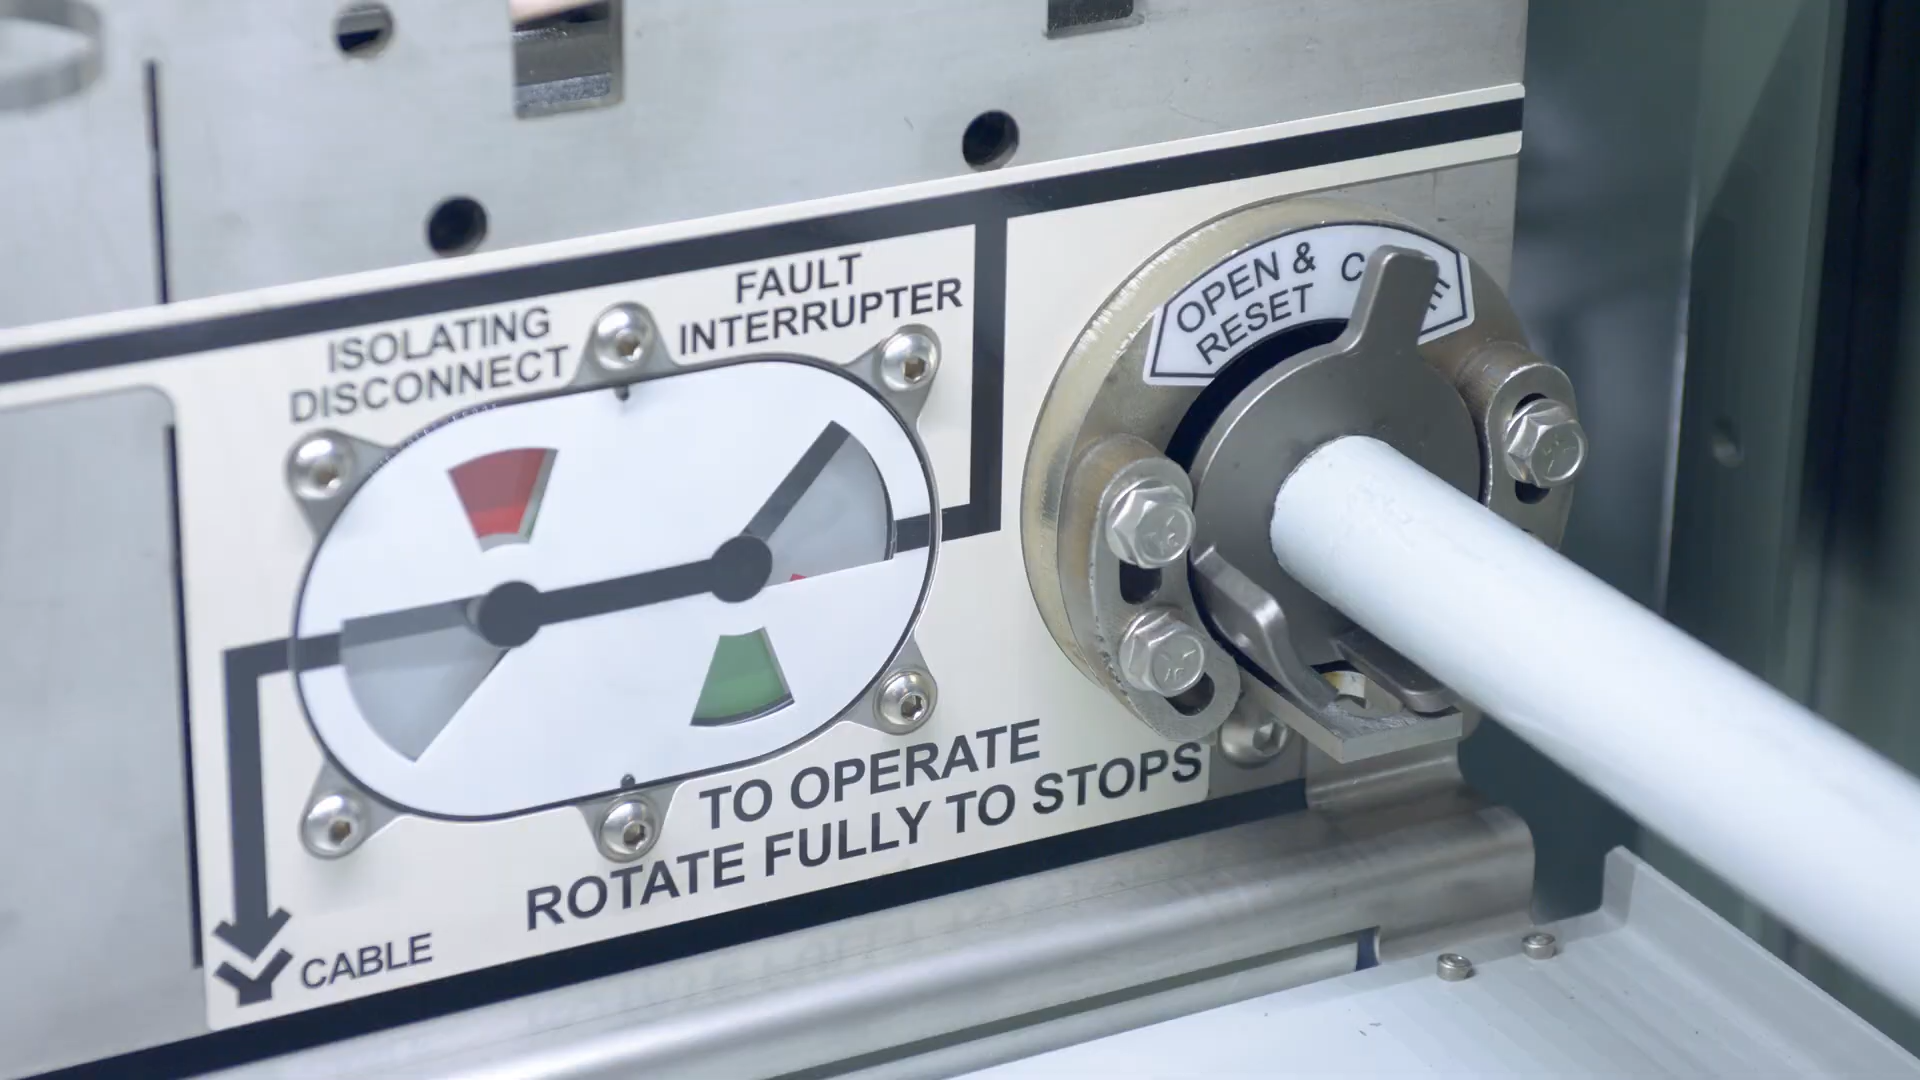 FAULT
INTERRUPTER
ISOLATING
DISCONNECT
OPEN &
RESET
TO OPERATE
ROTATE FULLY TO STOPS
CABLE